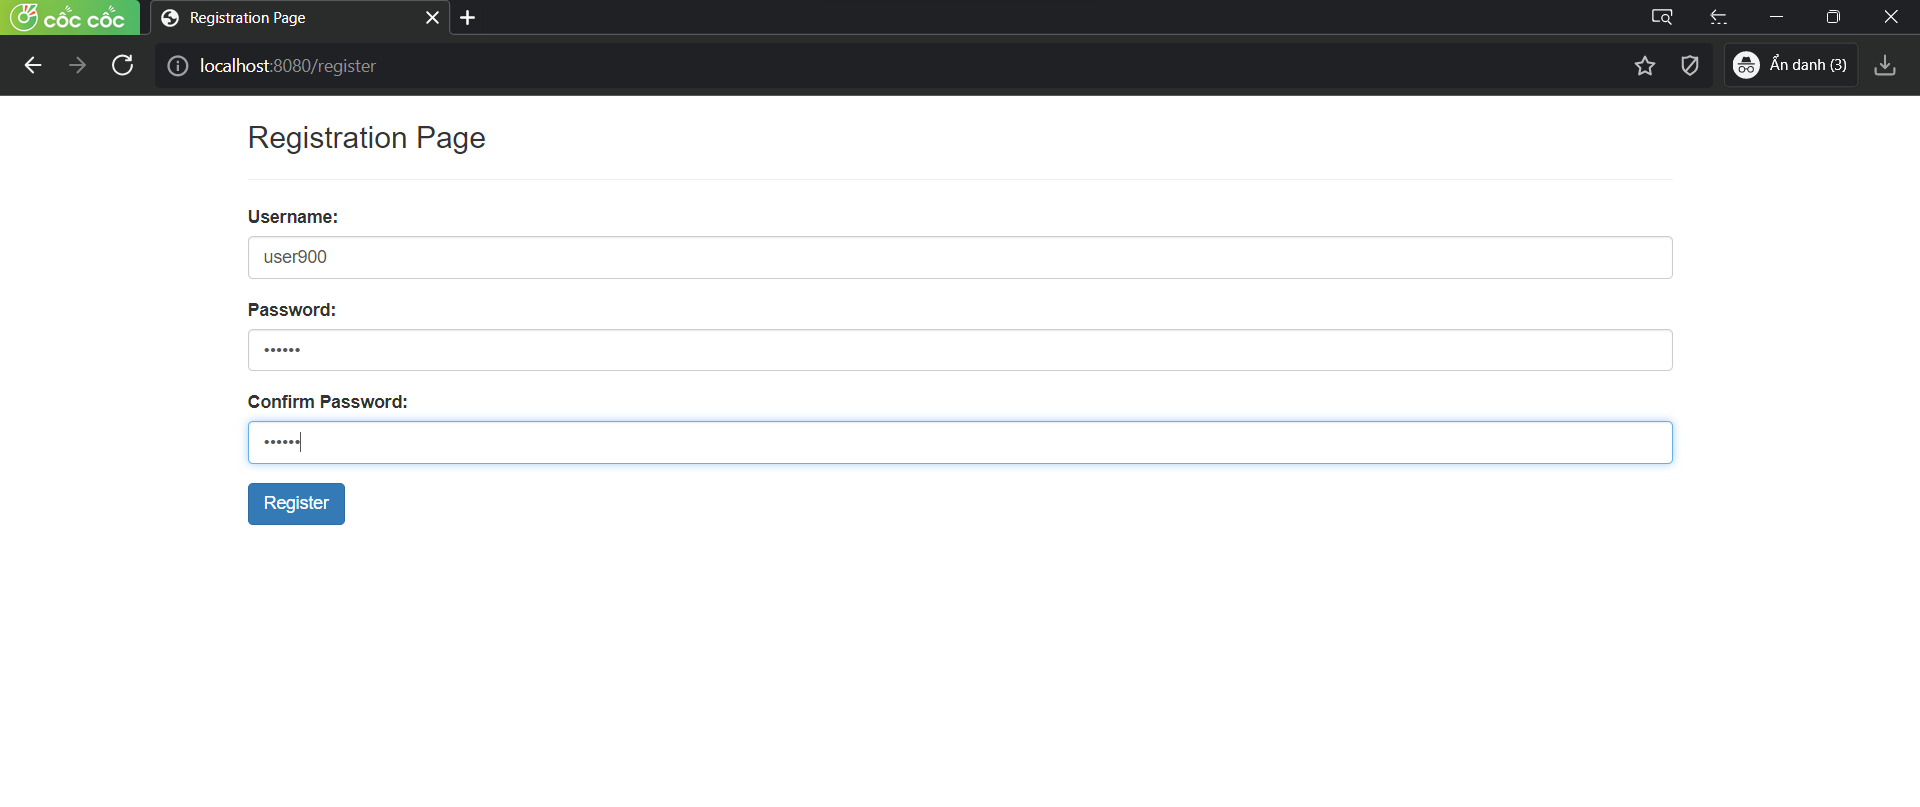 cốc cốc
Registration Page
localhost:8080/register
Ẩn danh (3)
Registration Page
Username:
user900
Password:
••••••
Confirm Password:
••••••
Register